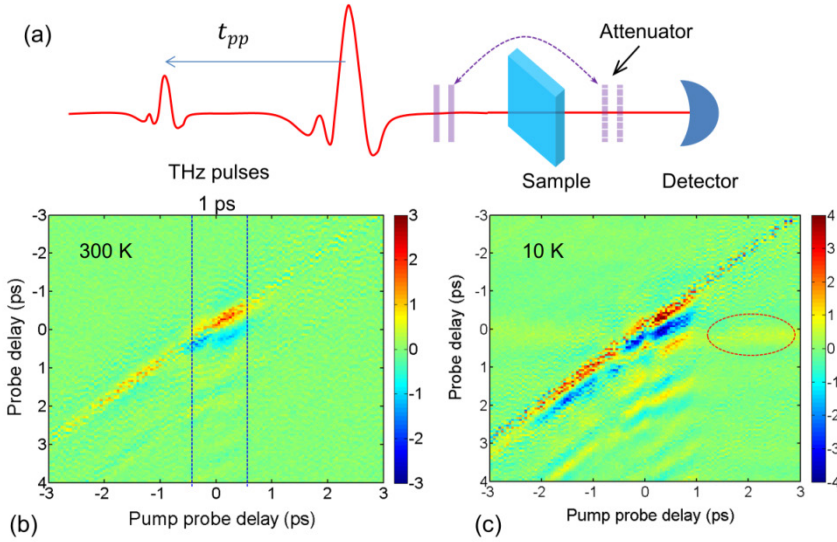 (a)
t_{pp}
Attenuator
THz pulses
Sample
Detector
1 ps
300 K
-3
-2
-1
0
1
2
3
4
Probe delay (ps)
-3 -2 -1 0 1 2 3
Pump probe delay (ps)
3
2
1
0
-1
-2
-3
(b)
10 K
-3
-2
-1
0
1
2
3
4
Probe delay (ps)
-3 -2 -1 0 1 2 3
Pump probe delay (ps)
4
3
2
1
0
-1
-2
-3
-4
(c)